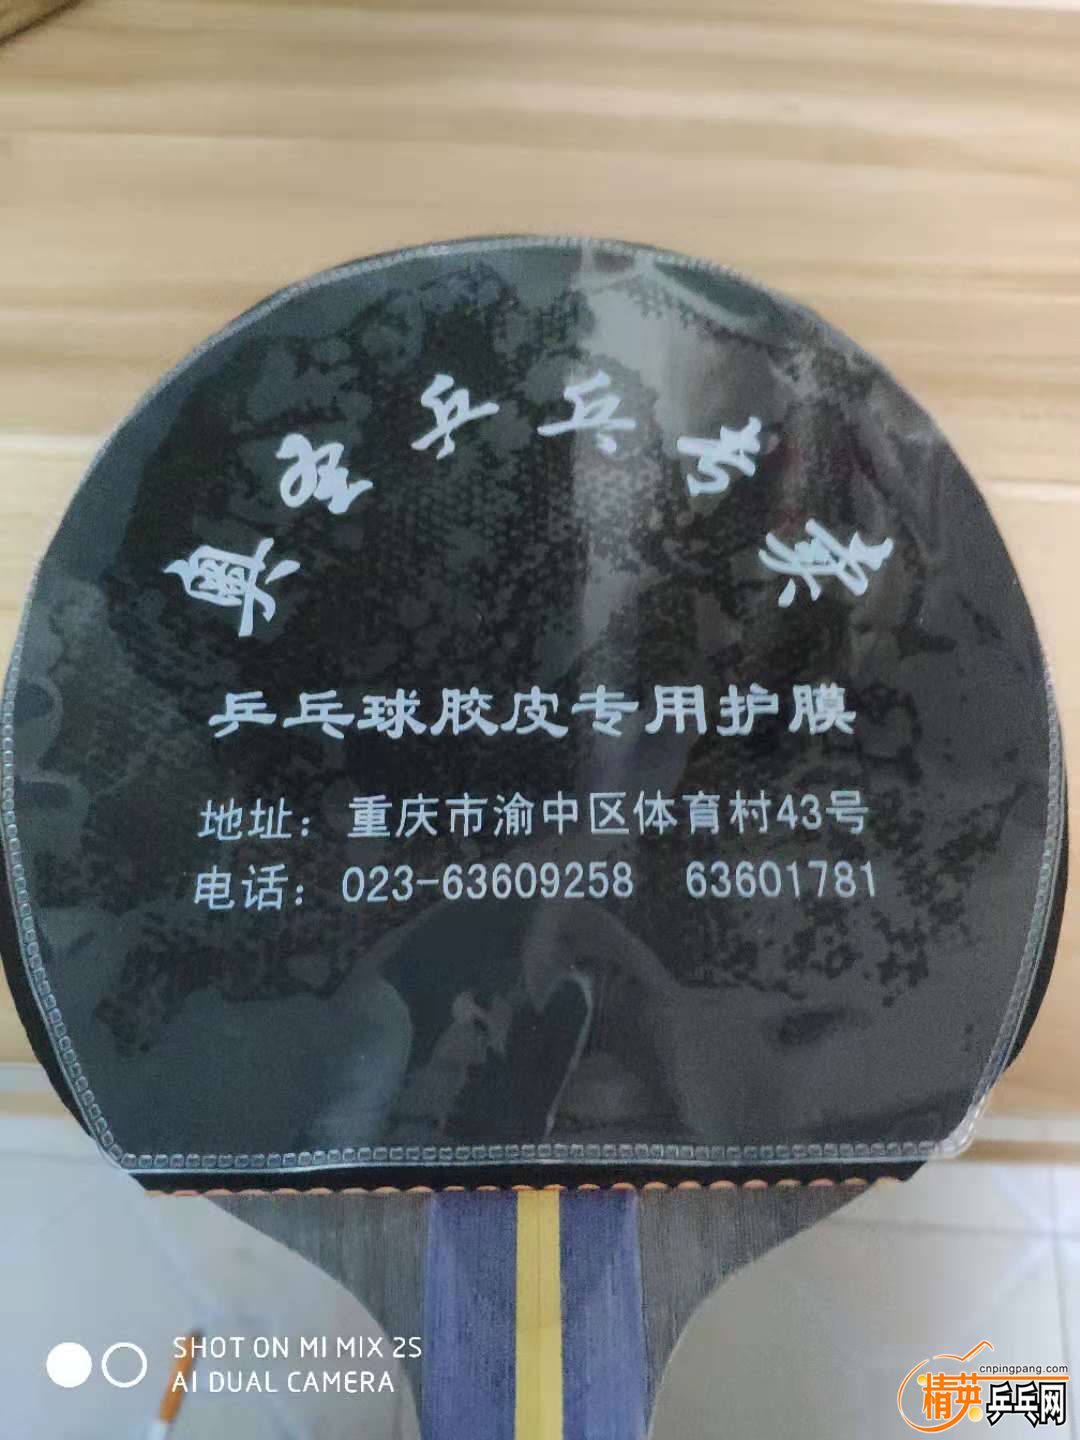 乒乓
乒乓球胶皮专用护膜
地址：重庆市渝中区体育村43号
电话：023-63609258 63601781
SHOT ON MI MIX 2S
AI DUAL CAMERA
cnpingpang.com
精英乒乓网